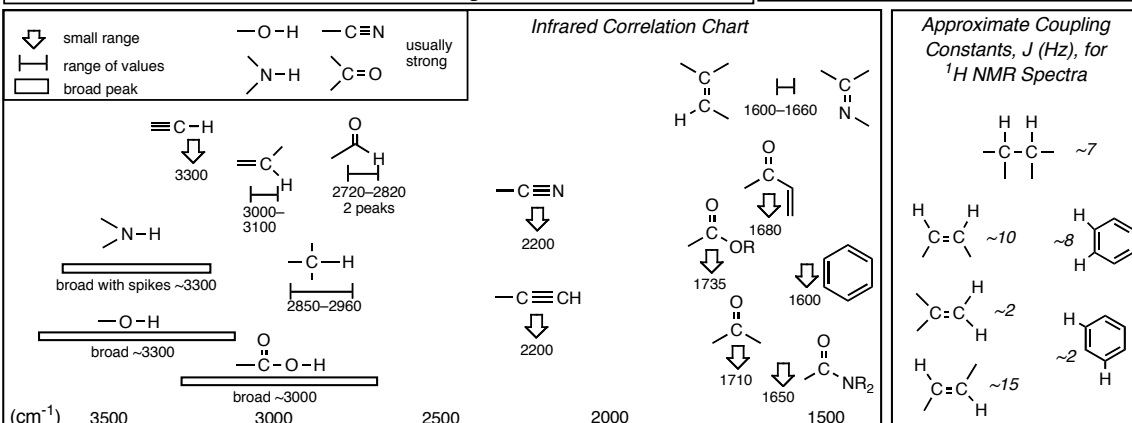 Infrared Correlation Chart
small range
range of values
broad peak
—O—H
—C≡N
N—H
C=O
usually
strong
≡C—H
3300
=C
H
3000–
3100
O
H
2720–2820
2 peaks
—C≡N
2200
C
H C
1600–1660
C
N
O
C
1680
O
C
OR
1735
1600
N—H
broad with spikes ~3300
—C—H
2850–2960
—C≡CH
2200
—O—H
broad ~3300
O
—C—O—H
broad ~3000
O
C
1710
O
C
NR2
1650
(cm-1) 3500 3000 2500 2000 1500
Approximate Coupling
Constants, J (Hz), for
1H NMR Spectra
H H
—C—C— ~7
H H
C=C ~10
H
H
~8
H
C=C ~2
H
H
H
~2
H
C=C ~15
H